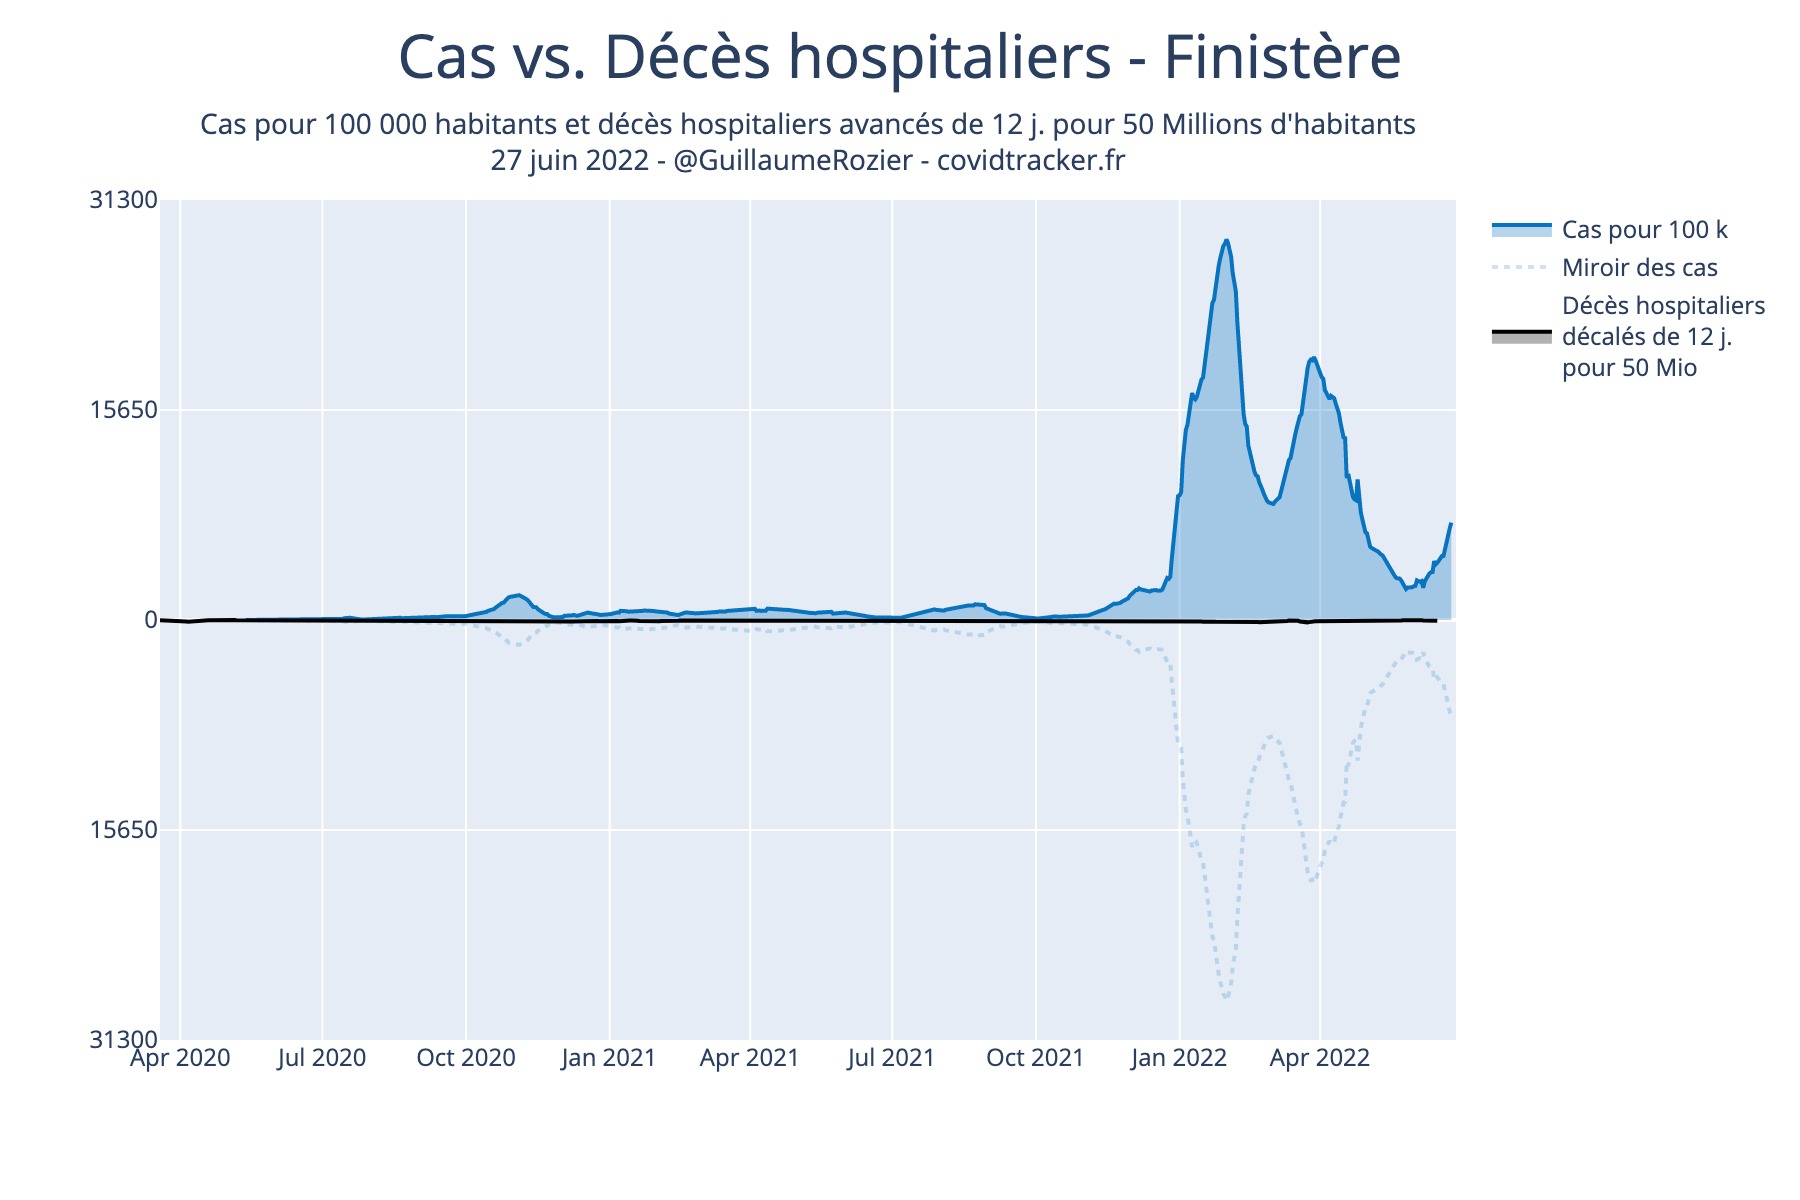 Cas vs. Décès hospitaliers - Finistère
Cas pour 100 000 habitants et décès hospitaliers avancés de 12 j. pour 50 Millions d'habitants
27 juin 2022 - @GuillaumeRozier - covidtracker.fr
31300
15650
0
15650
31300
Apr 2020 Jul 2020 Oct 2020 Jan 2021 Apr 2021 Jul 2021 Oct 2021 Jan 2022 Apr 2022
Cas pour 100 k
Miroir des cas
Décès hospitaliers
décalés de 12 j.
pour 50 Mio